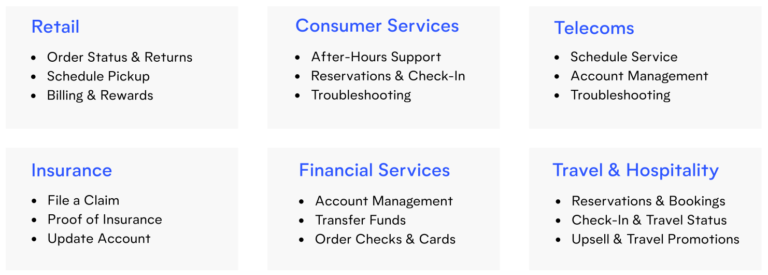 Retail
• Order Status & Returns
• Schedule Pickup
• Billing & Rewards
Consumer Services
• After-Hours Support
• Reservations & Check-In
• Troubleshooting
Telecoms
• Schedule Service
• Account Management
• Troubleshooting
Insurance
• File a Claim
• Proof of Insurance
• Update Account
Financial Services
• Account Management
• Transfer Funds
• Order Checks & Cards
Travel & Hospitality
• Reservations & Bookings
• Check-In & Travel Status
• Upsell & Travel Promotions